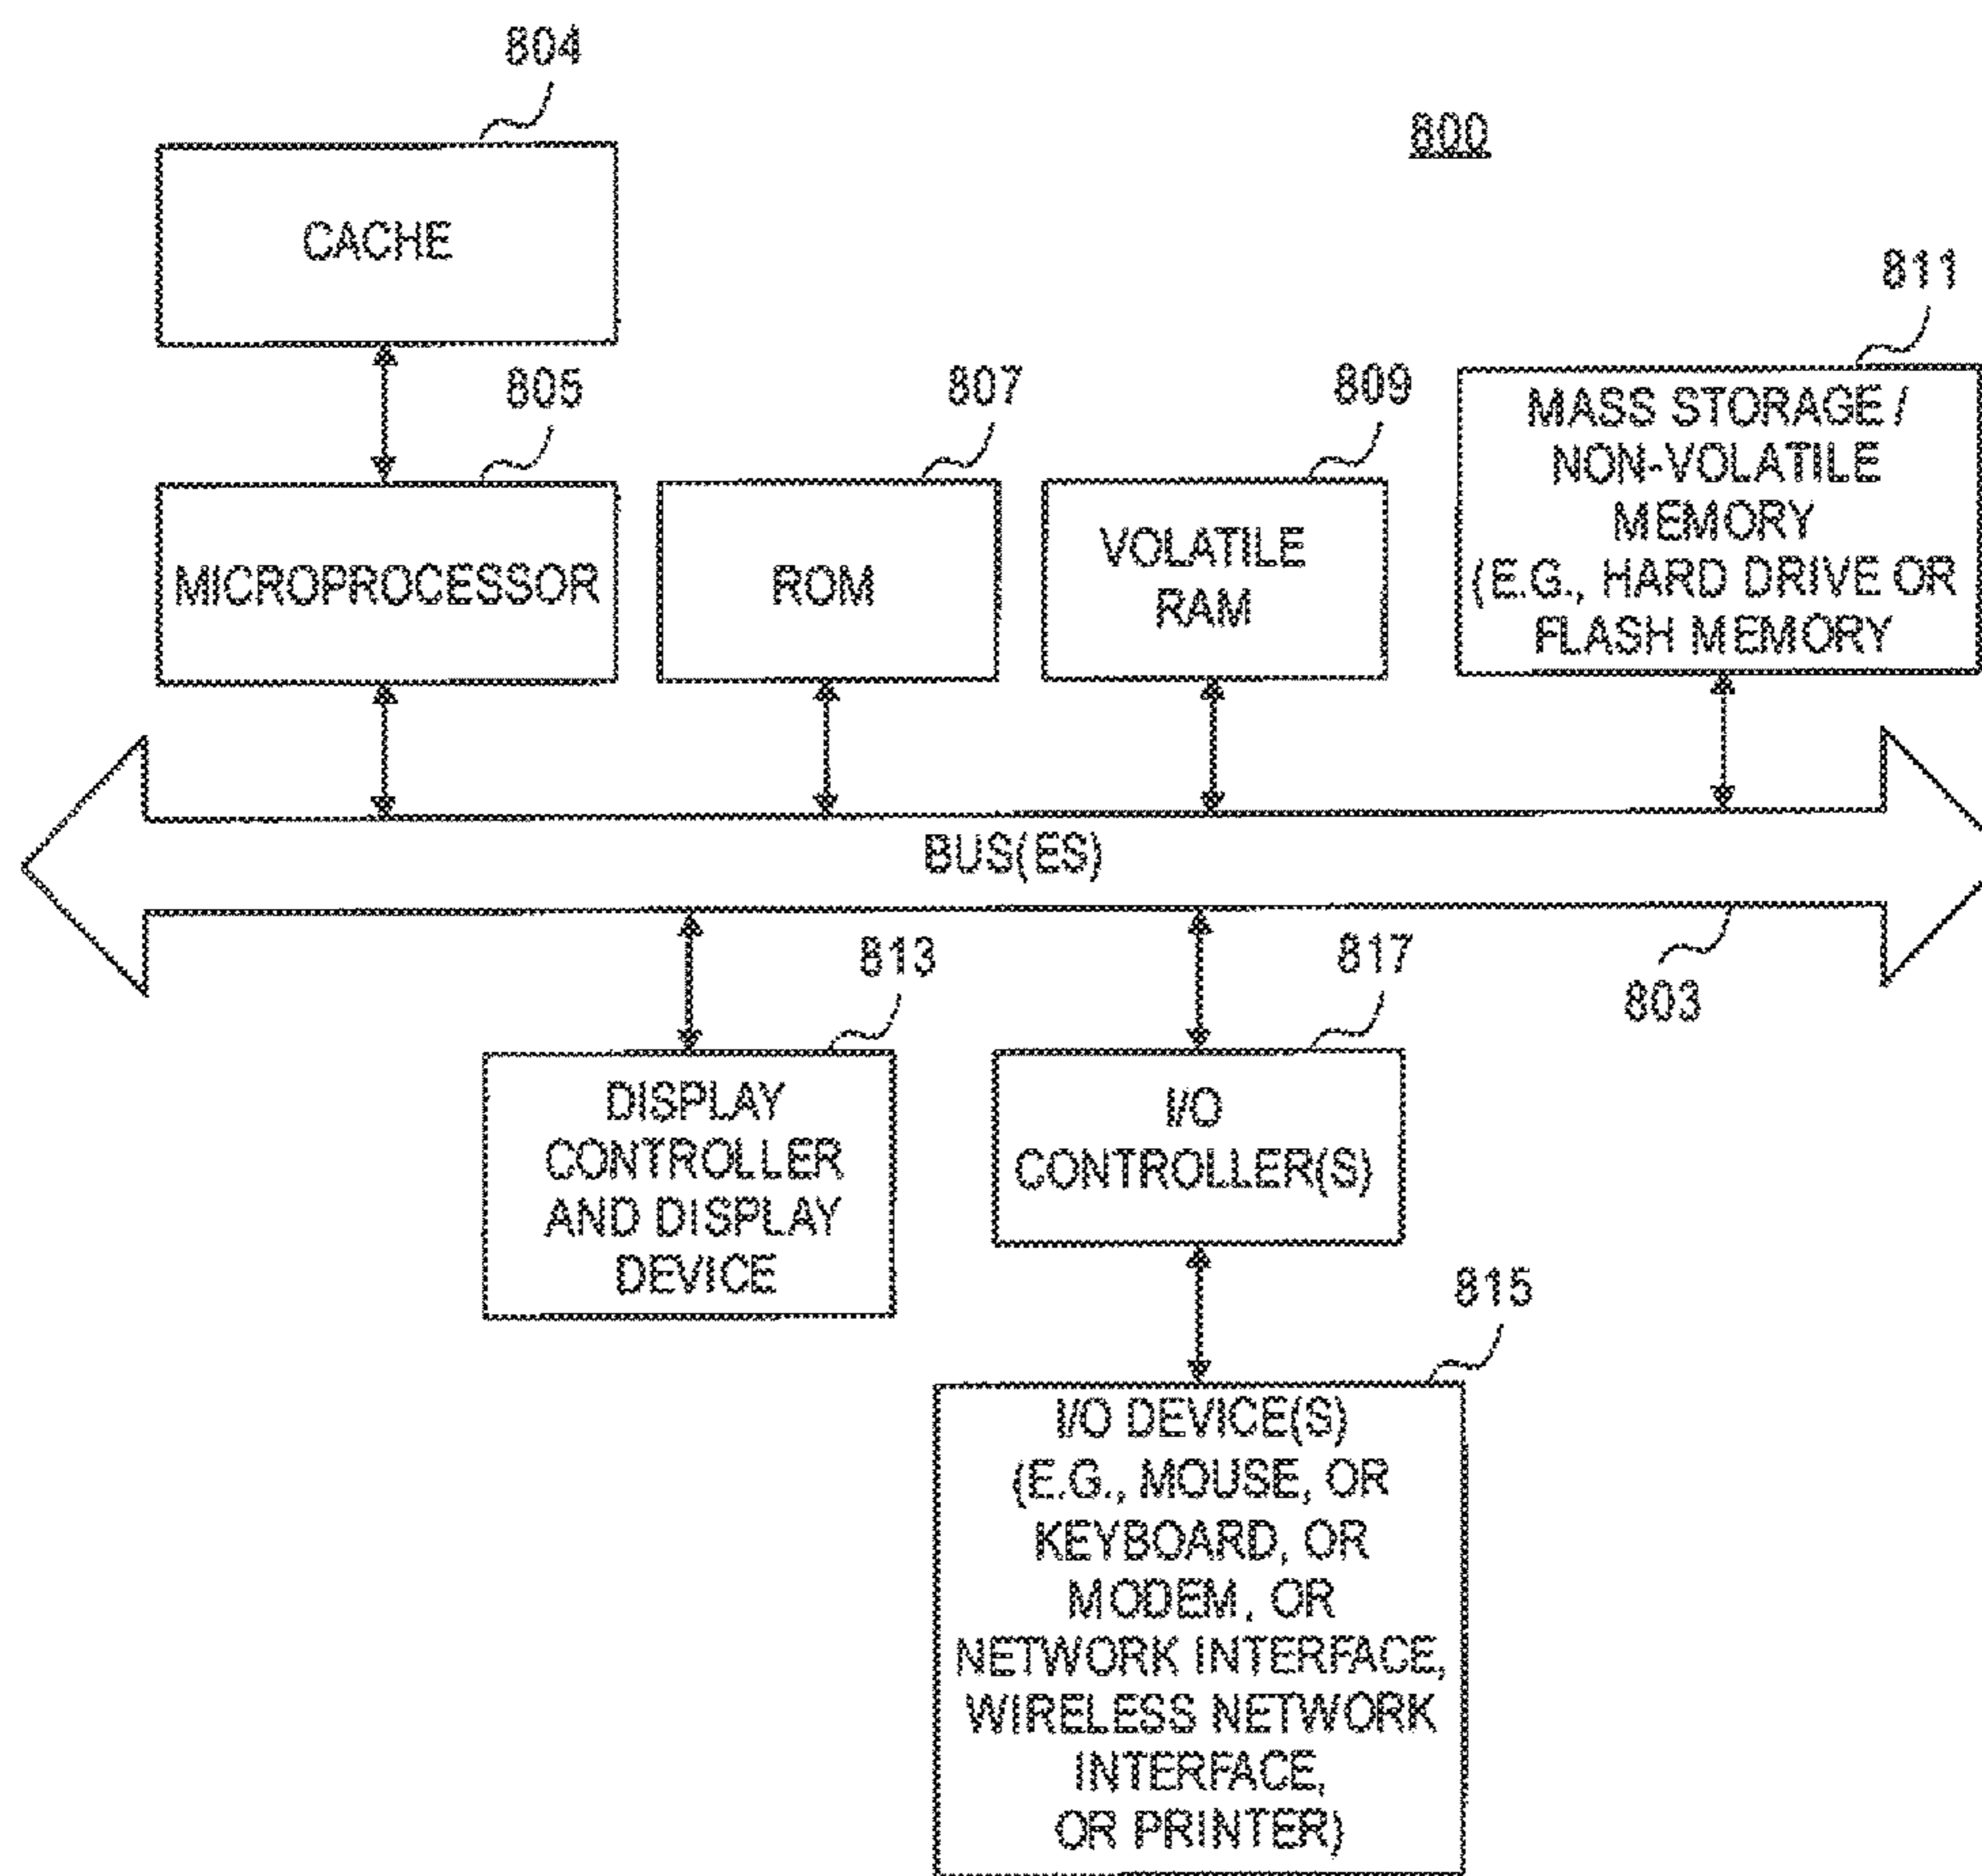 804
800
CACHE
811
805
807
809
MASS STORAGE /
NON-VOLATILE
MEMORY
(E.G., HARD DRIVE OR
FLASH MEMORY
MICROPROCESSOR
ROM
VOLATILE
RAM
BUS(ES)
803
813
817
DISPLAY
CONTROLLER
AND DISPLAY
DEVICE
I/O
CONTROLLER(S)
815
I/O DEVICE(S)
(E.G., MOUSE, OR
KEYBOARD, OR
MODEM, OR
NETWORK INTERFACE,
WIRELESS NETWORK
INTERFACE,
OR PRINTER)